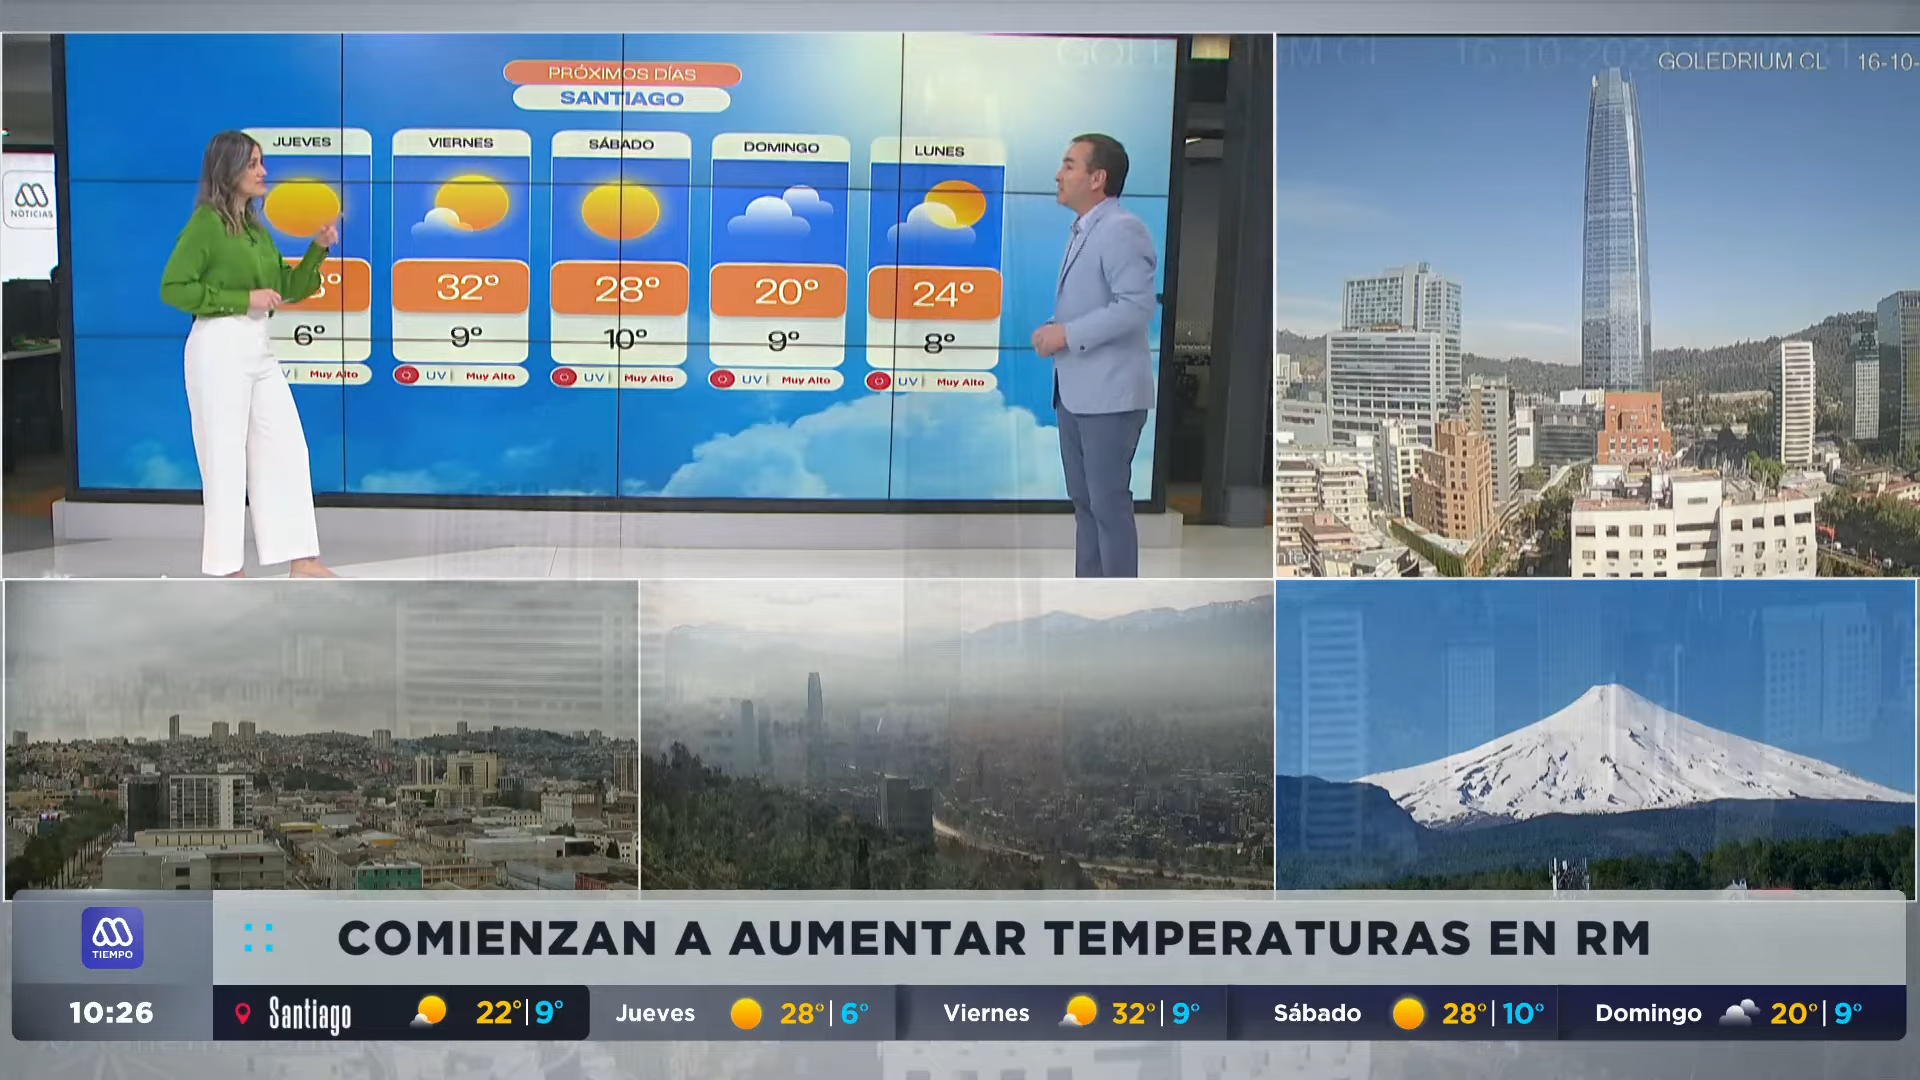 PRÓXIMOS DÍAS
SANTIAGO
JUEVES
VIERNES
SÁBADO
DOMINGO
LUNES
32°
28°
20°
24°
6°
9°
10°
9°
8°
Muy Alto
UV Muy Alto
UV Muy Alto
UV Muy Alto
UV Muy Alto
NOTICIAS
GOLEDRIUM CL 16-10-
COMIENZAN A AUMENTAR TEMPERATURAS EN RM
TIEMPO
10:26
Santiago 22°|9°
Jueves 28°|6°
Viernes 32°|9°
Sábado 28°|10°
Domingo 20°|9°